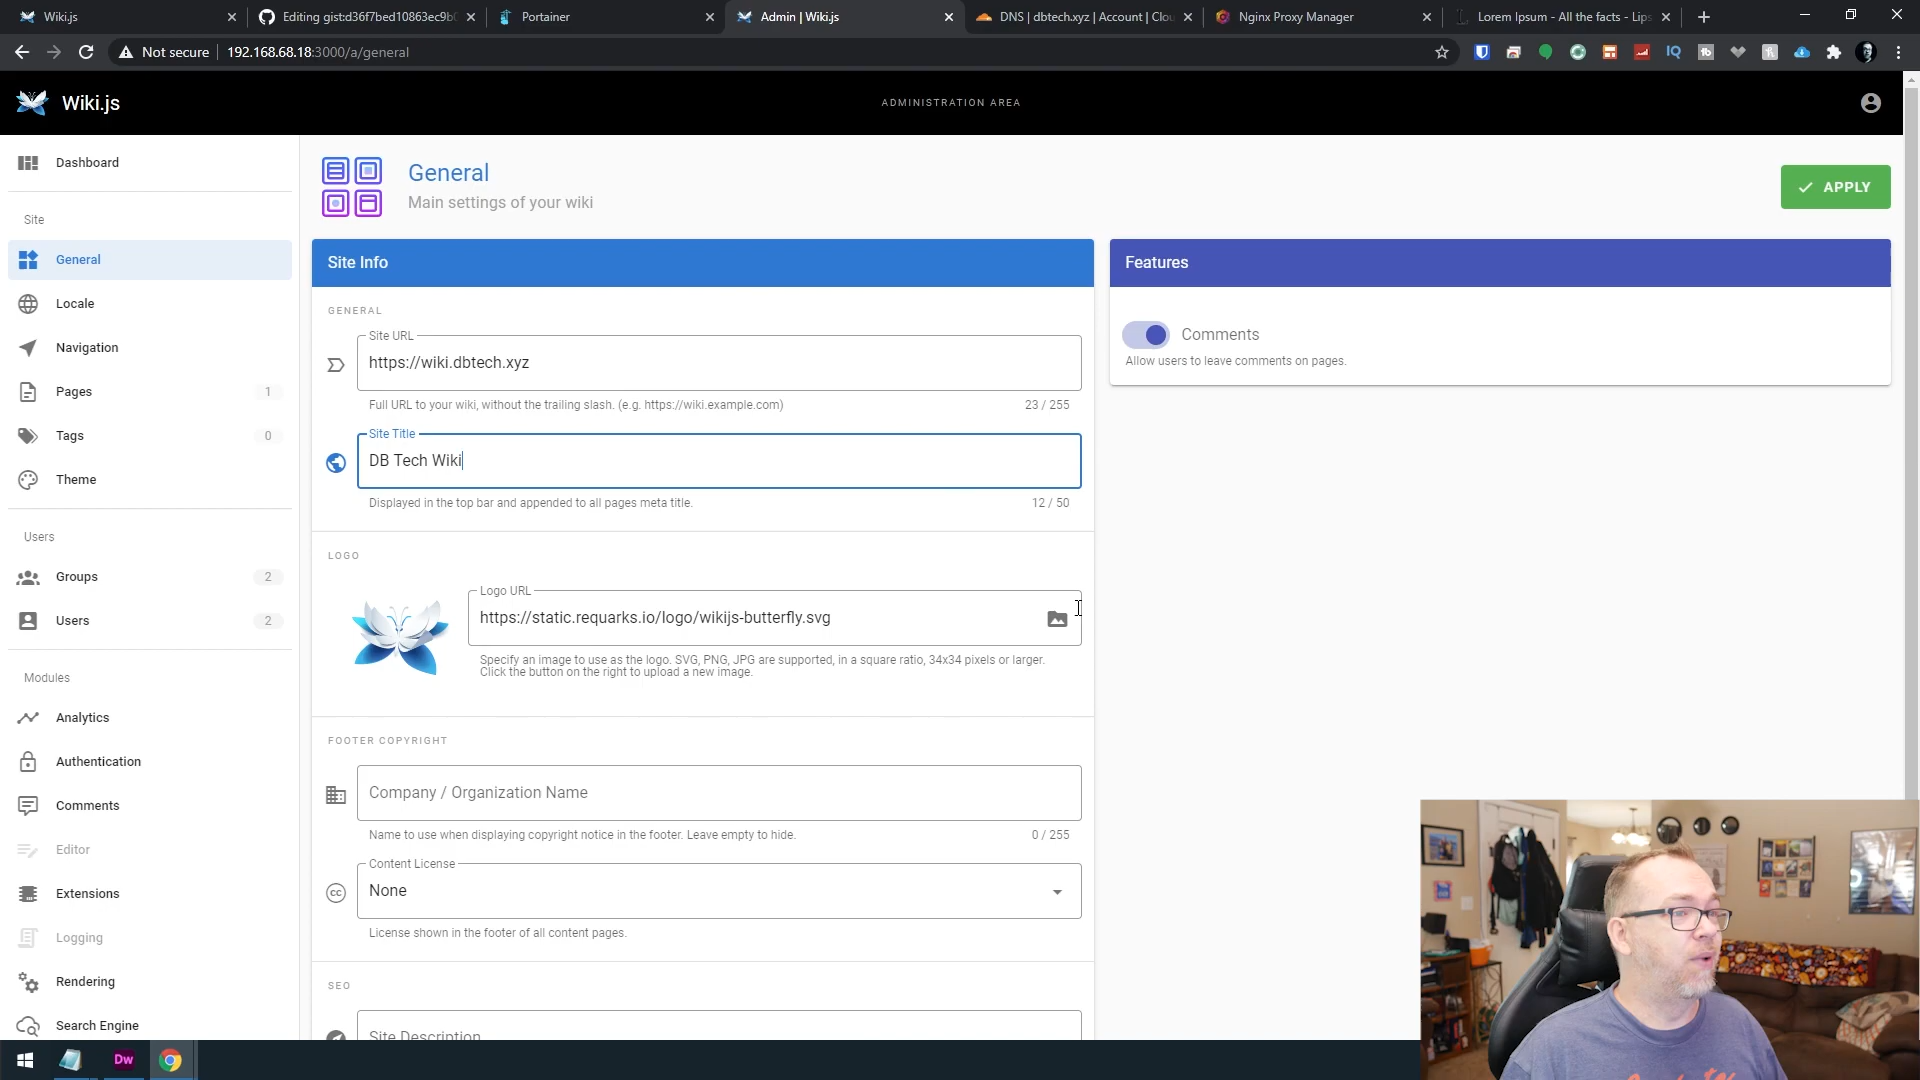 Wiki.js
Editing gist:d36f7bed10863ec9b
Portainer
Admin | Wiki.js
DNS | dbtech.xyz | Account | Clou
Nginx Proxy Manager
Lorem Ipsum - All the facts - Lips
Not secure
192.168.68.18:3000/a/general
Wiki.js
ADMINISTRATION AREA
Dashboard
Site
General
Locale
Navigation
Pages 1
Tags 0
Theme
Users
Groups 2
Users 2
Modules
Analytics
Authentication
Comments
Editor
Extensions
Logging
Rendering
Search Engine
General
Main settings of your wiki
APPLY
Site Info
GENERAL
Site URL
https://wiki.dbtech.xyz
Full URL to your wiki, without the trailing slash. (e.g. https://wiki.example.com) 23 / 255
Site Title
DB Tech Wiki
Displayed in the top bar and appended to all pages meta title. 12 / 50
LOGO
Logo URL
https://static.requarks.io/logo/wikijs-butterfly.svg
Specify an image to use as the logo. SVG, PNG, JPG are supported, in a square ratio, 34x34 pixels or larger.
Click the button on the right to upload a new image.
FOOTER COPYRIGHT
Company / Organization Name
Name to use when displaying copyright notice in the footer. Leave empty to hide. 0 / 255
Content License
None
License shown in the footer of all content pages.
SEO
Site Description
Features
Comments
Allow users to leave comments on pages.
IQ
tb
cc
Dw